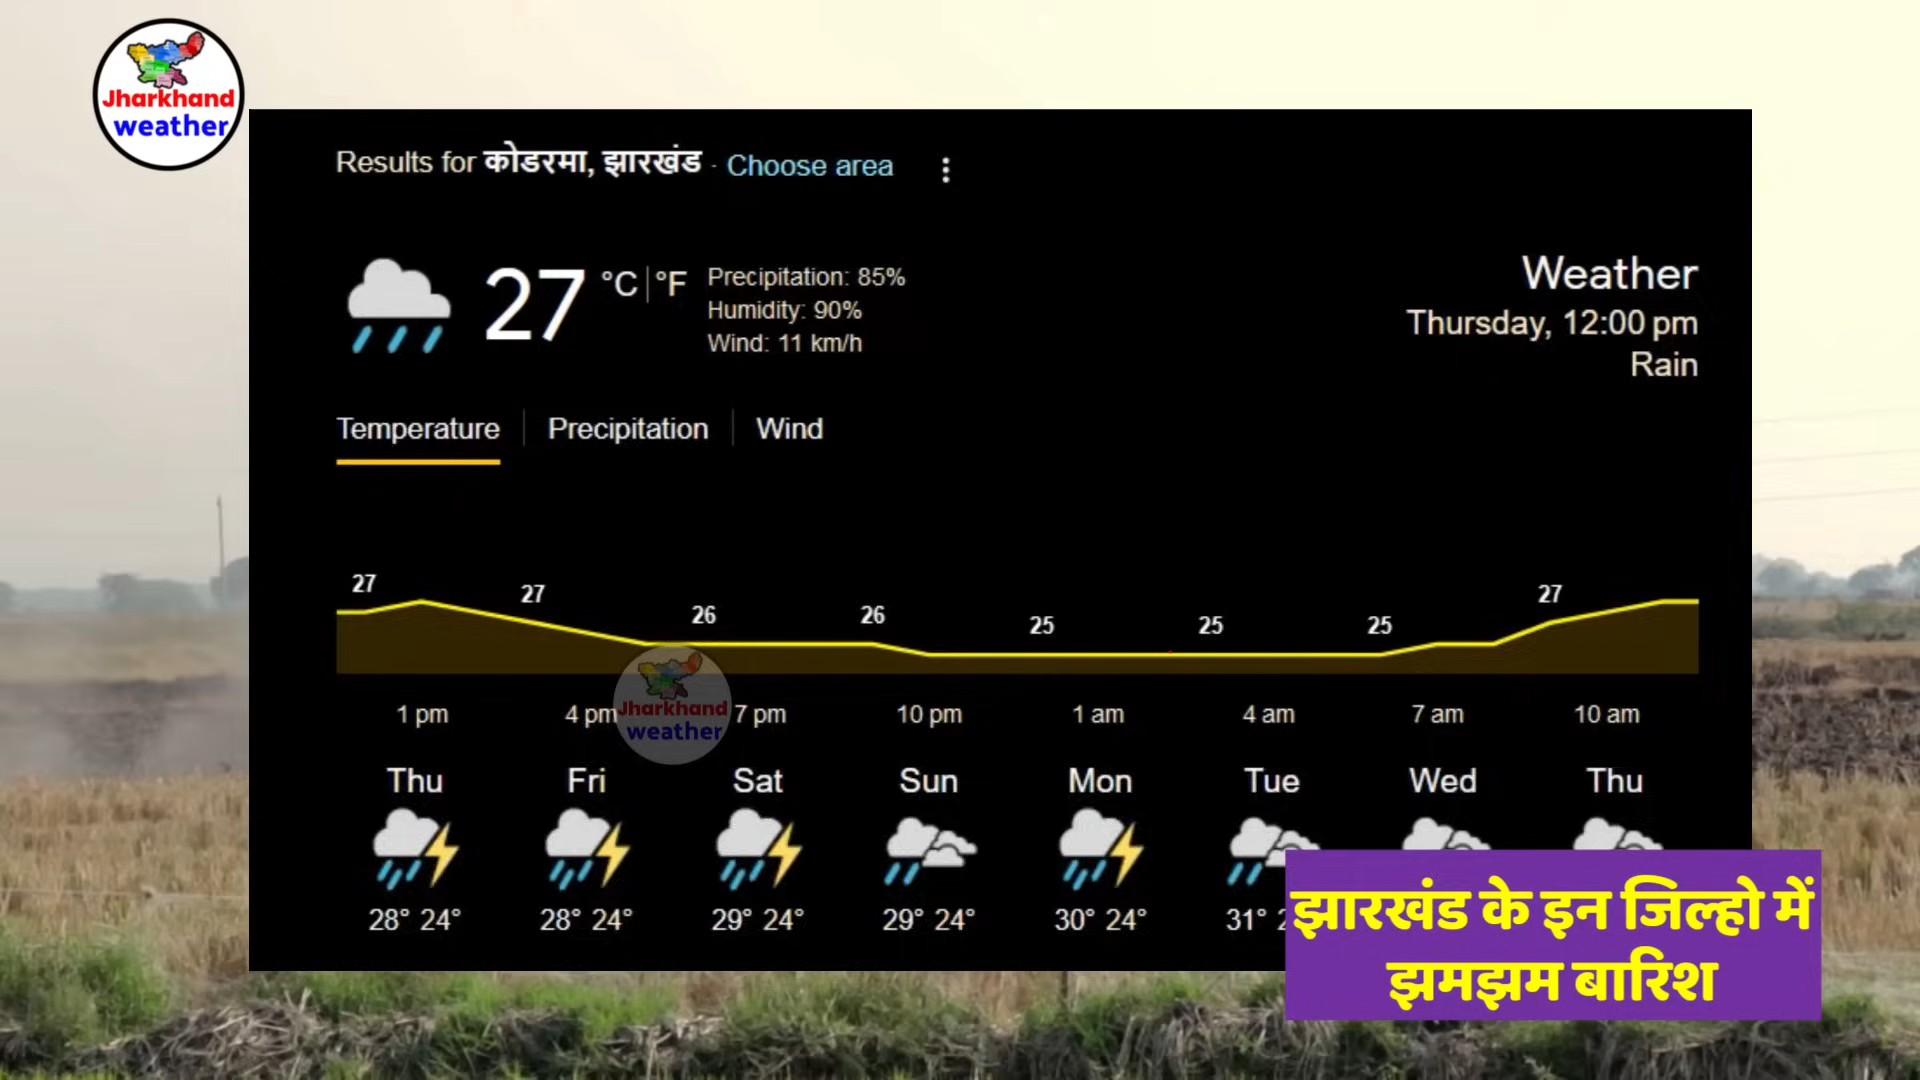 Jharkhand
weather
Results for कोडरमा, झारखंड · Choose area
27 °C | °F
Precipitation: 85%
Humidity: 90%
Wind: 11 km/h
Weather
Thursday, 12:00 pm
Rain
Temperature Precipitation Wind
27 27 26 26 25 25 25 27
1 pm 4 pm 7 pm 10 pm 1 am 4 am 7 am 10 am
Jharkhand
weather
Thu Fri Sat Sun Mon Tue Wed Thu
28° 24° 28° 24° 29° 24° 29° 24° 30° 24° 31°
झारखंड के इन जिल्हो में
झमझम बारिश